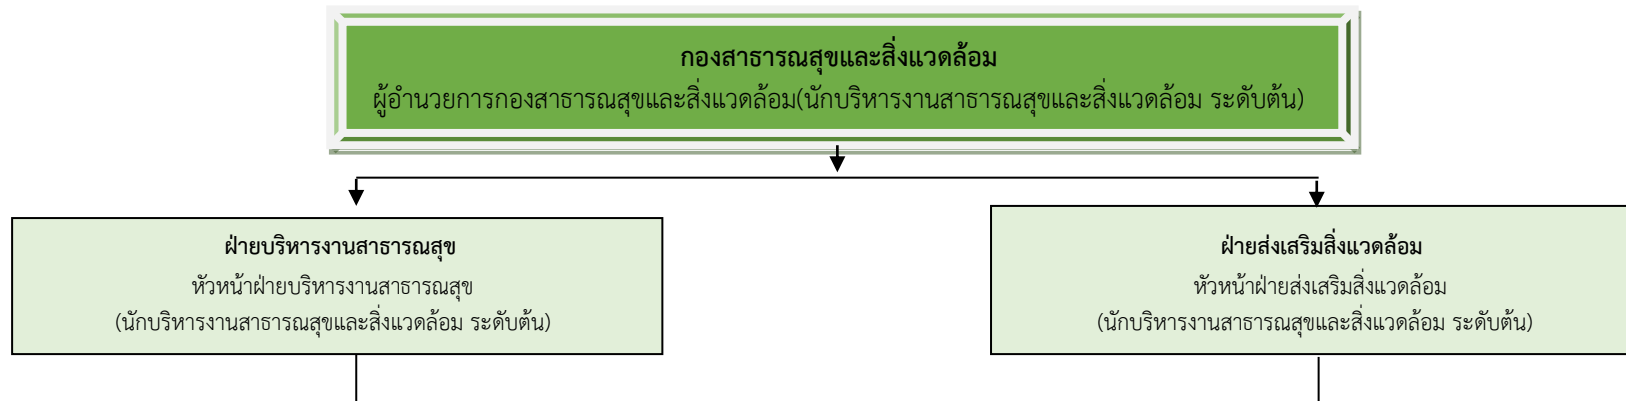 กองสาธารณสุขและสิ่งแวดล้อม
ผู้อำนวยการกองสาธารณสุขและสิ่งแวดล้อม(นักบริหารงานสาธารณสุขและสิ่งแวดล้อม ระดับต้น)
ฝ่ายบริหารงานสาธารณสุข
หัวหน้าฝ่ายบริหารงานสาธารณสุข
(นักบริหารงานสาธารณสุขและสิ่งแวดล้อม ระดับต้น)
ฝ่ายส่งเสริมสิ่งแวดล้อม
หัวหน้าฝ่ายส่งเสริมสิ่งแวดล้อม
(นักบริหารงานสาธารณสุขและสิ่งแวดล้อม ระดับต้น)